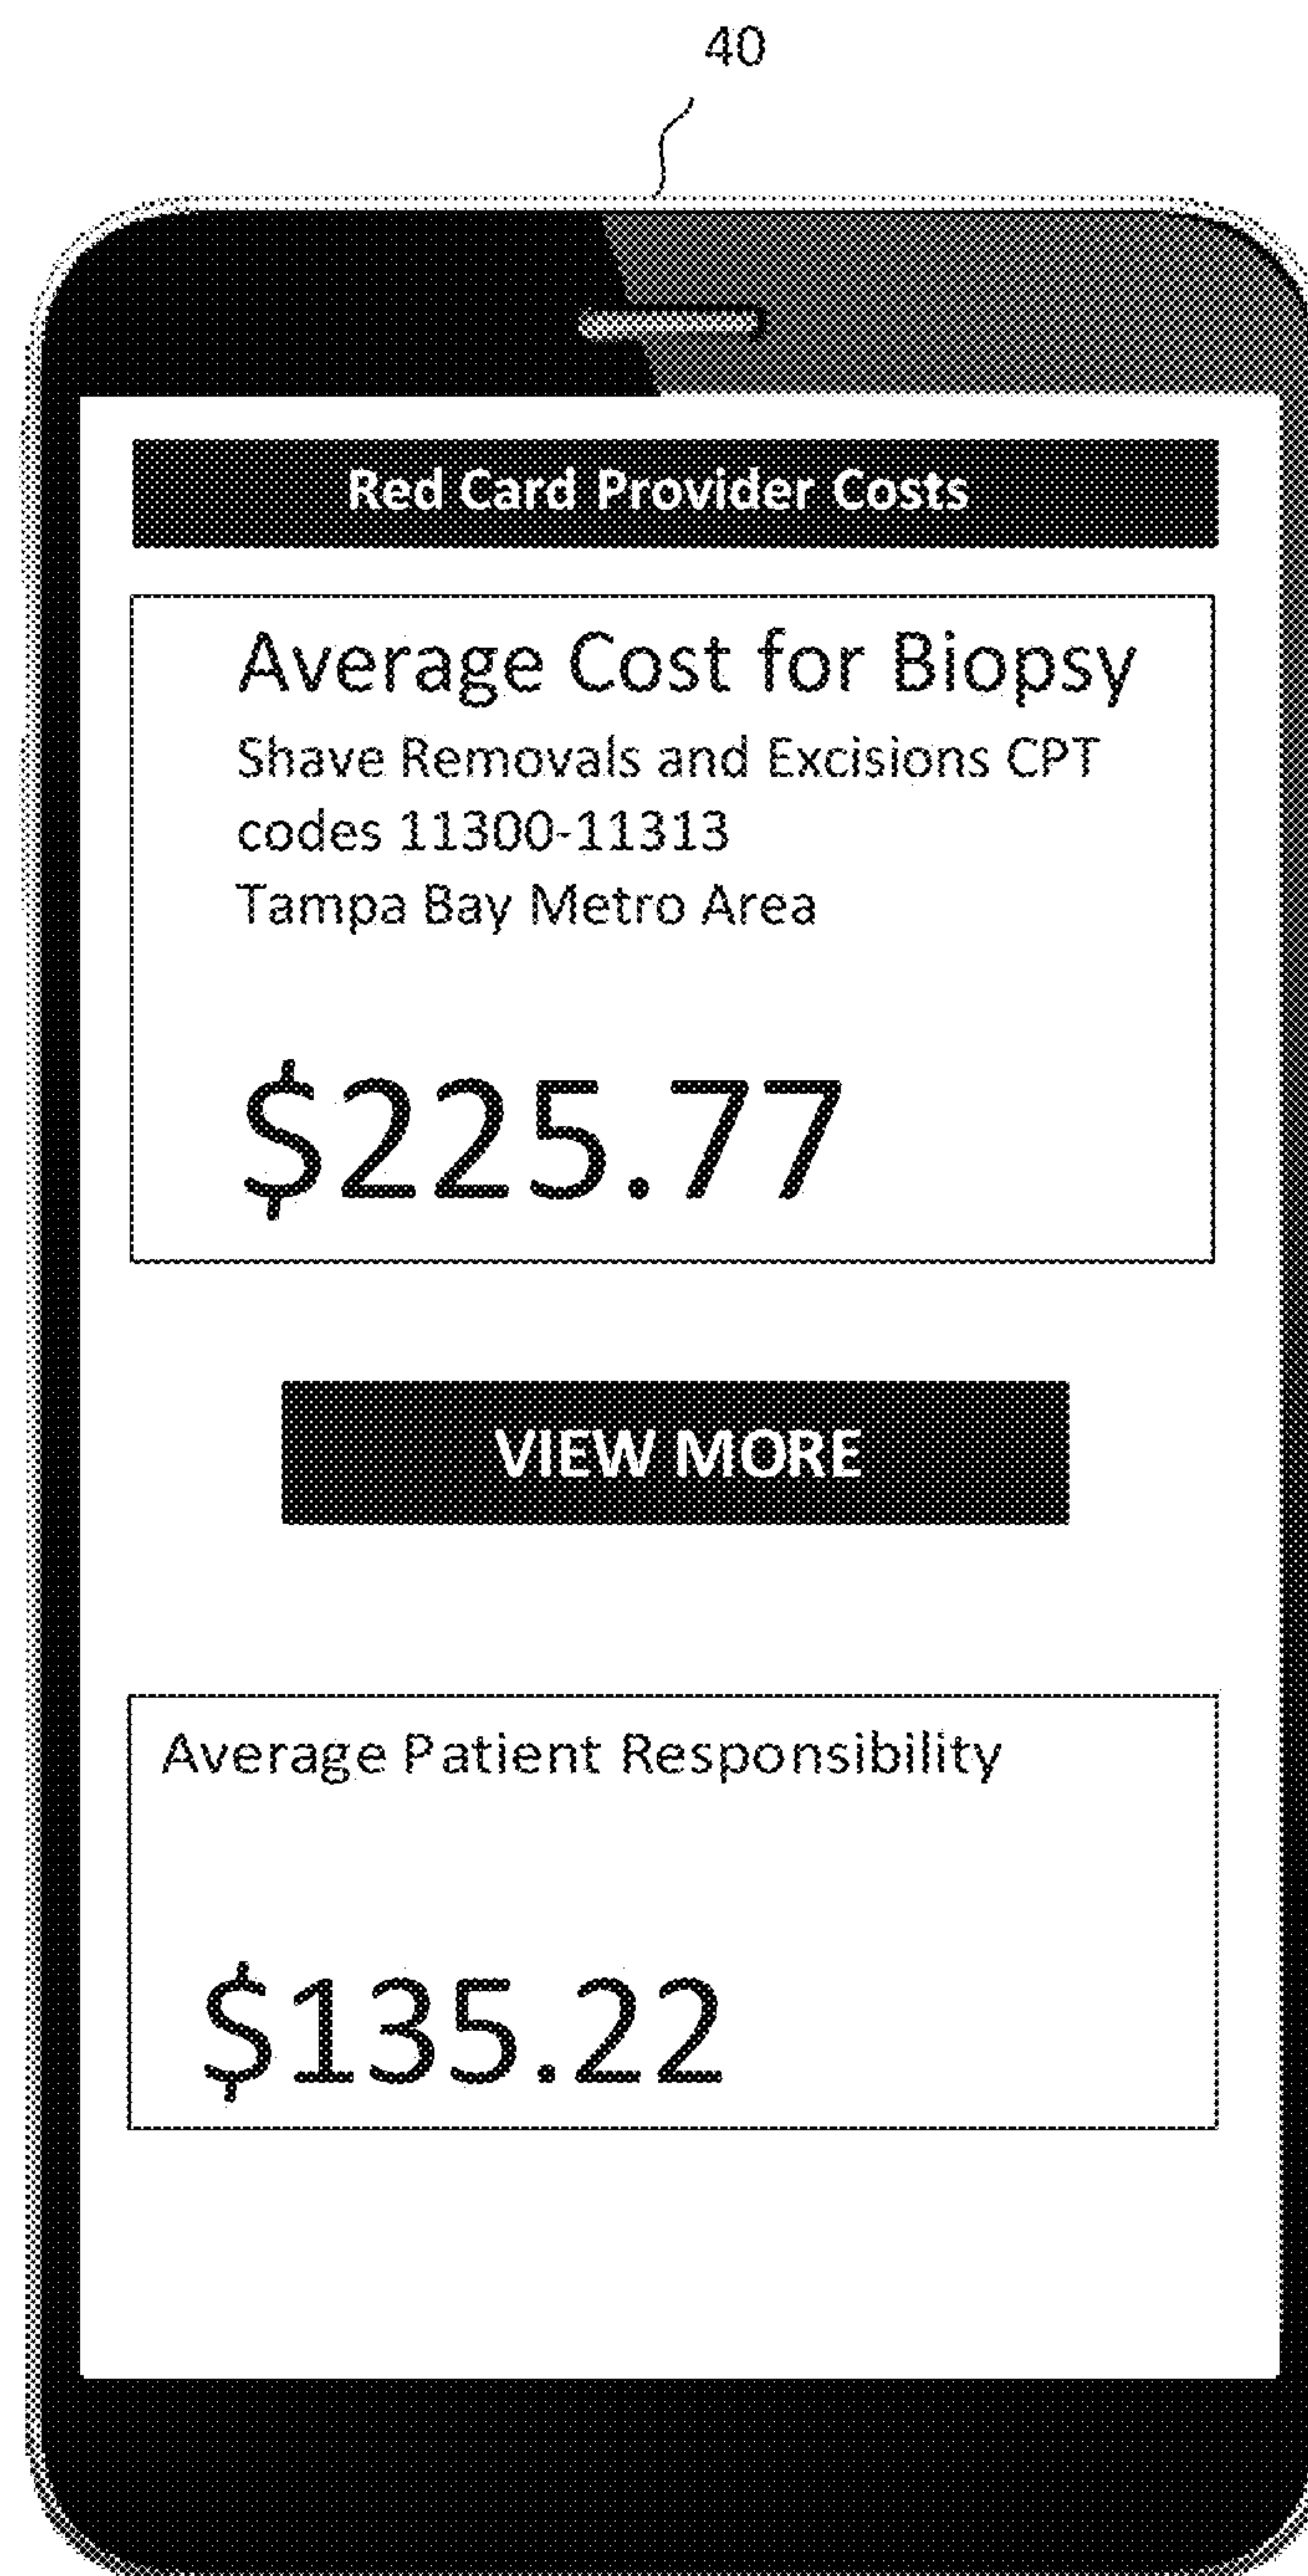 40
Red Card Provider Costs
Average Cost for Biopsy
Shave Removals and Excisions CPT
codes 11300-11313
Tampa Bay Metro Area
$225.77
VIEW MORE
Average Patient Responsibility
$135.22